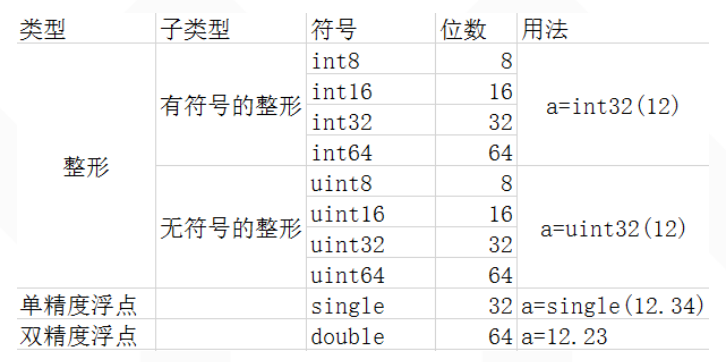 类型 子类型 符号 位数 用法
整形 有符号的整形 int8 8 a=int32(12)
int16 16
int32 32
int64 64
无符号的整形 uint8 8 a=uint32(12)
uint16 16
uint32 32
uint64 64
单精度浮点 single 32 a=single(12.34)
双精度浮点 double 64 a=12.23